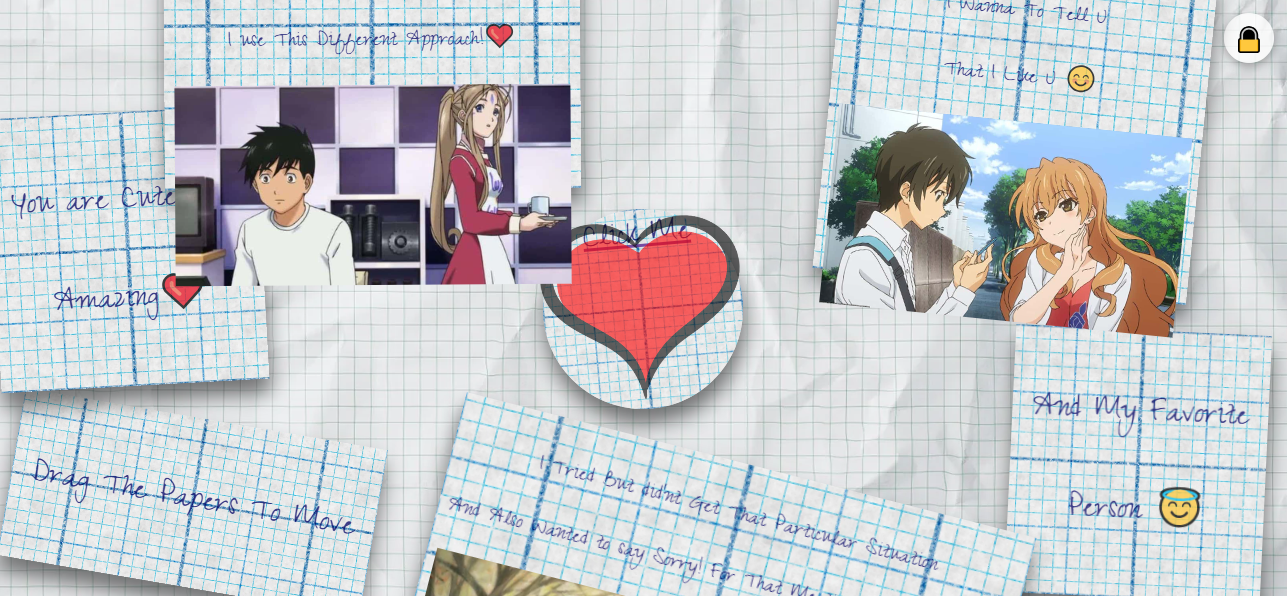 I use This Different Approach!
I Wanna To Tell U
That I Like U
You are Cute
Amazing
Click Me
And My Favorite
Person
Drag The Papers To Move
I Tried But didn't Get That Particular Situation
And Also Wanted to say Sorry! For That